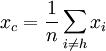 x_c = \frac{1}{n} \sum_{i \neq h} x_i